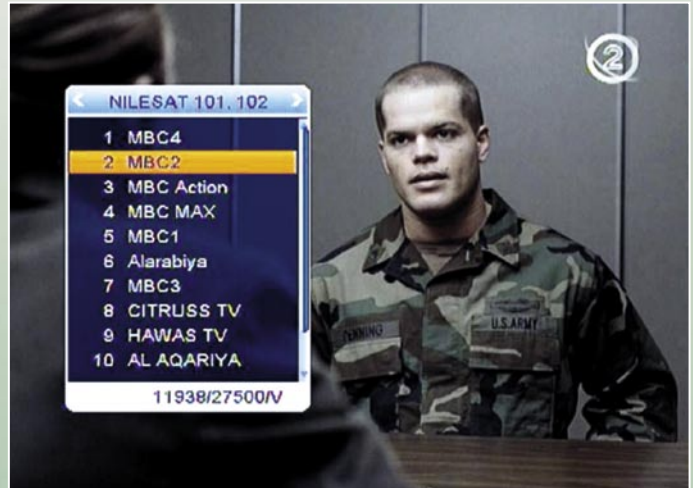 2
NILESAT 101, 102
1 MBC4
2 MBC2
3 MBC Action
4 MBC MAX
5 MBC1
6 Alarabiya
7 MBC3
8 CITRUSS TV
9 HAWAS TV
10 AL AQARIYA
11938/27500/V
U.S.ARMY